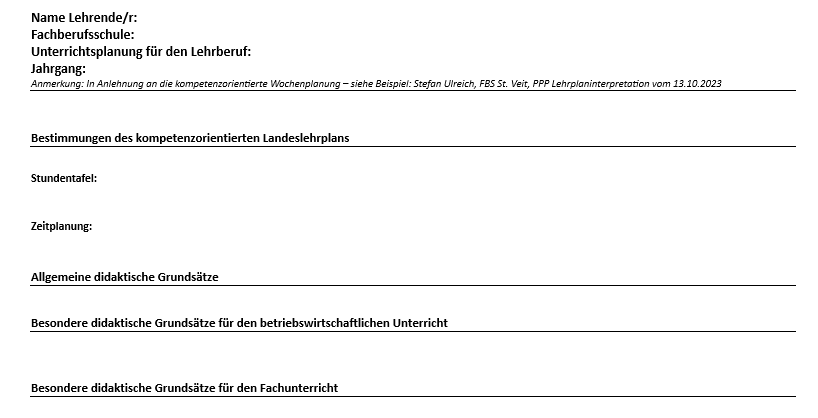 Name Lehrende/r:
Fachberufsschule:
Unterrichtsplanung für den Lehrberuf:
Jahrgang:
Anmerkung: In Anlehnung an die kompetenzorientierte Wochenplanung – siehe Beispiel: Stefan Ulreich, FBS St. Veit, PPP Lehrplaninterpretation vom 13.10.2023
Bestimmungen des kompetenzorientierten Landeslehrplans
Stundentafel:
Zeitplanung:
Allgemeine didaktische Grundsätze
Besondere didaktische Grundsätze für den betriebswirtschaftlichen Unterricht
Besondere didaktische Grundsätze für den Fachunterricht